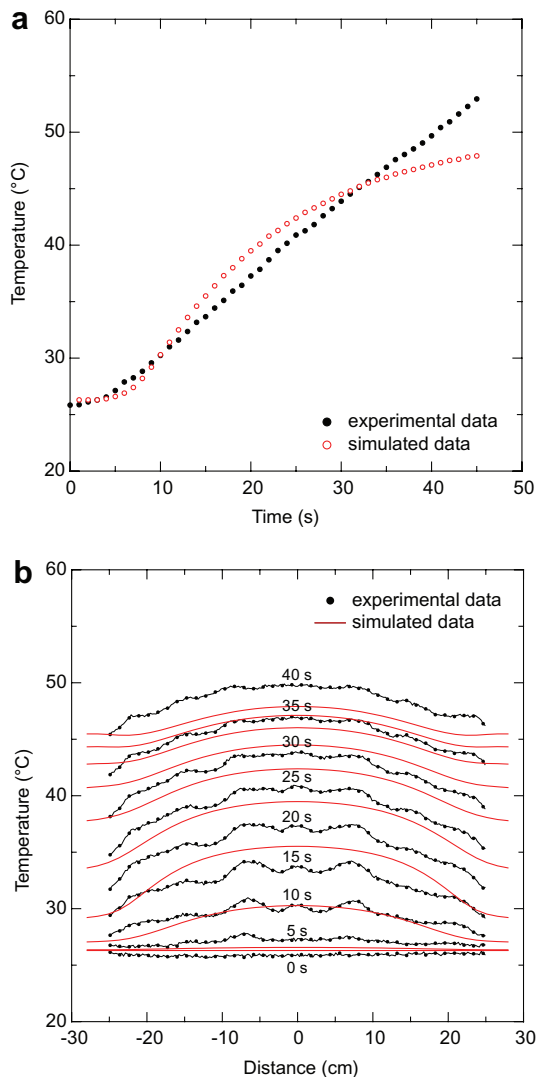 a
60
50
40
30
20
Temperature (°C)
experimental data
simulated data
0 10 20 30 40 50
Time (s)
b
60
50
40
30
20
Temperature (°C)
experimental data
simulated data
40 s
35 s
30 s
25 s
20 s
15 s
10 s
5 s
0 s
-30 -20 -10 0 10 20 30
Distance (cm)